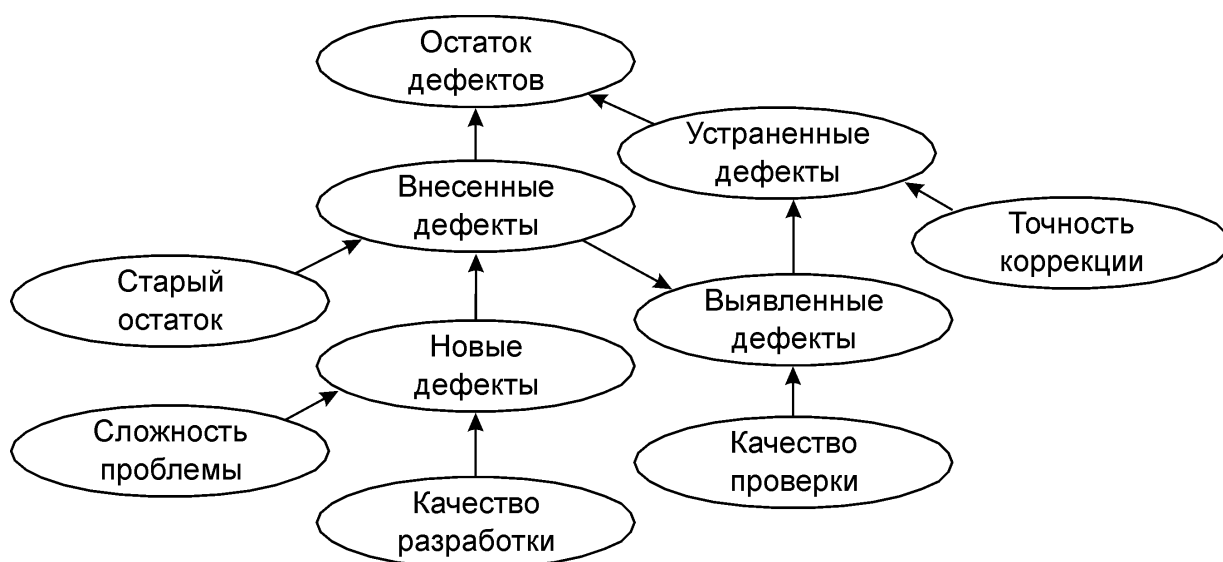 Остаток
дефектов
Устраненные
дефекты
Внесенные
дефекты
Точность
коррекции
Старый
остаток
Выявленные
дефекты
Новые
дефекты
Сложность
проблемы
Качество
проверки
Качество
разработки